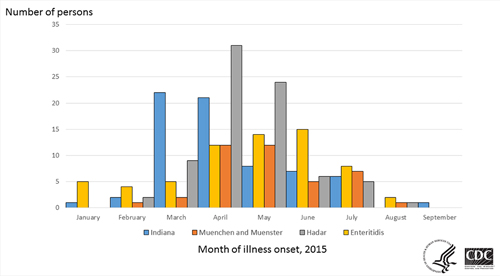 Number of persons
35
30
25
20
15
10
5
0
January February March April May June July August September
Indiana Muenchen and Muenster Hadar Enteritidis
Month of illness onset, 2015
CDC